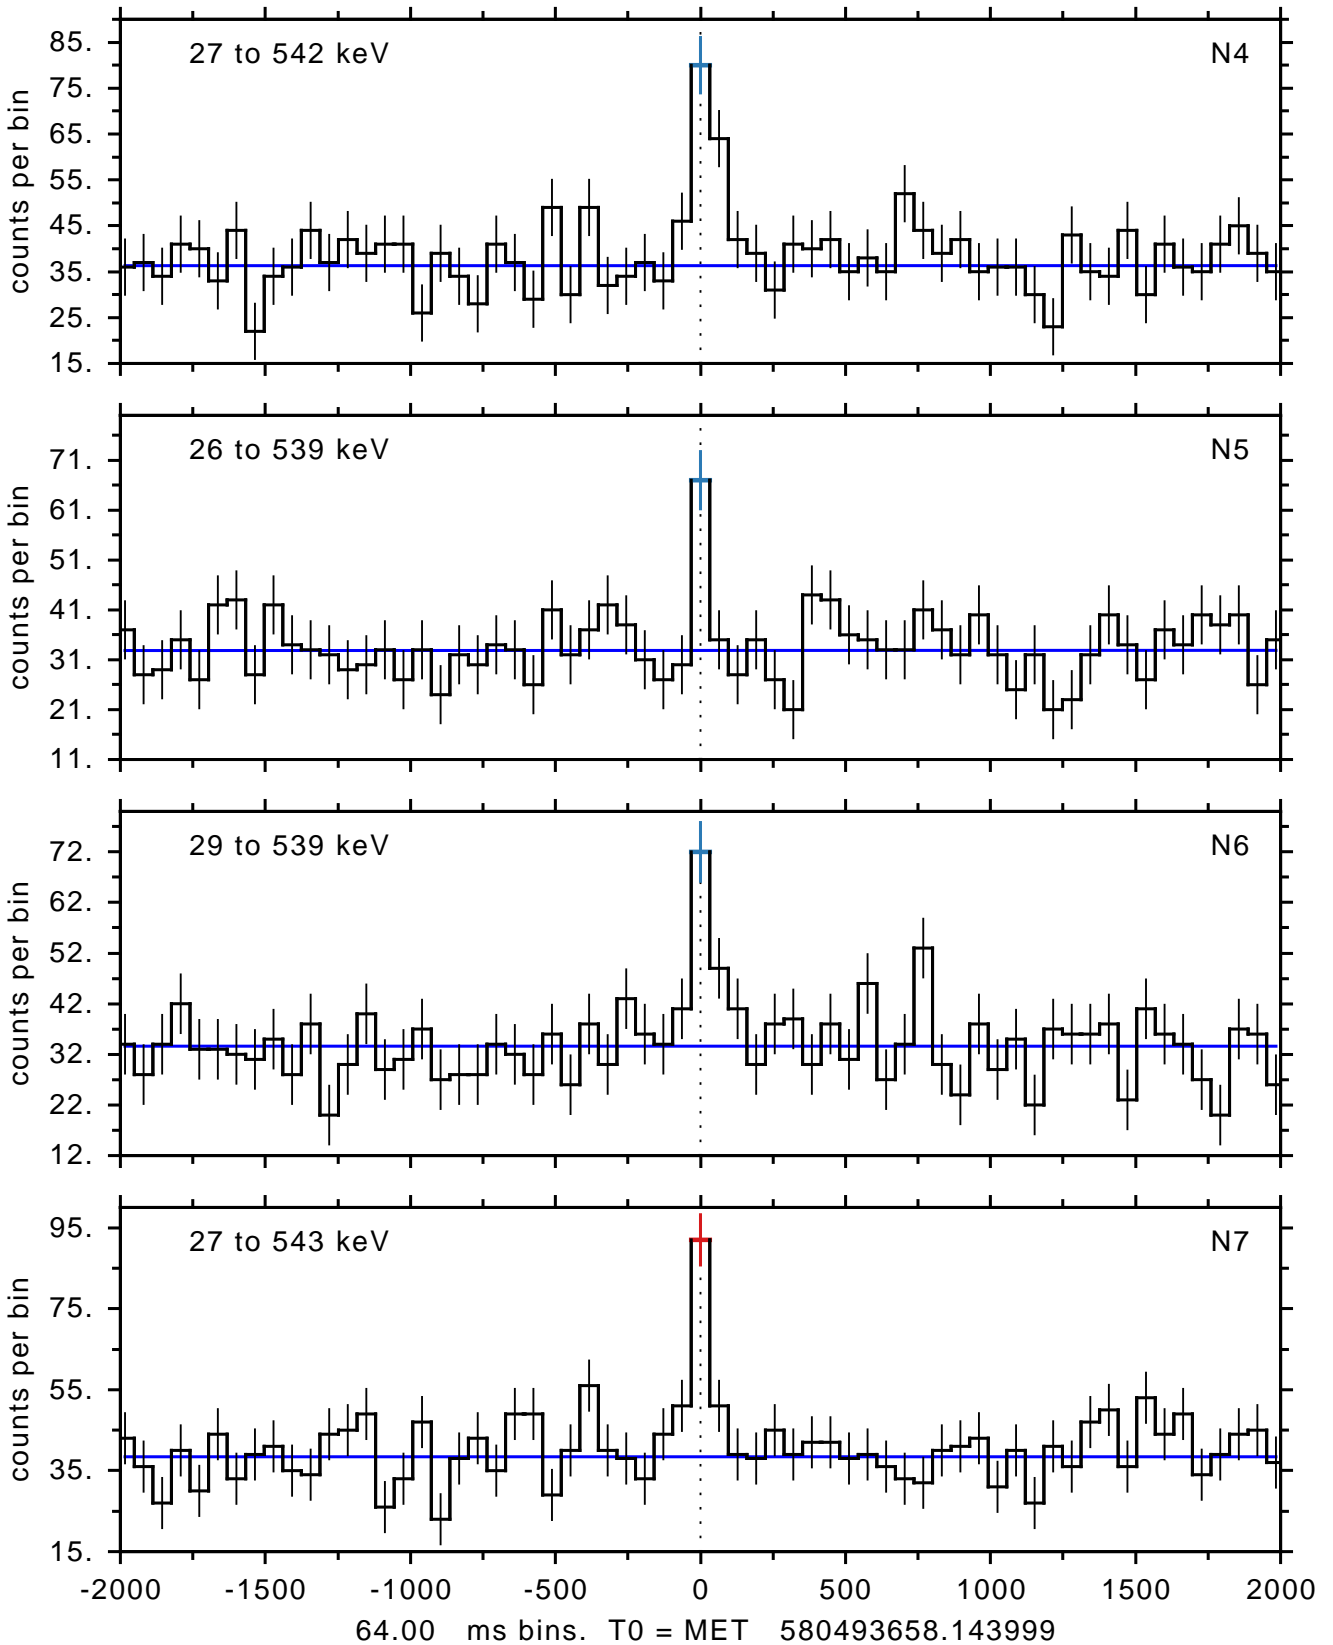 27 to 542 keV N4
counts per bin
85.
75.
65.
55.
45.
35.
25.
15.
26 to 539 keV N5
counts per bin
71.
61.
51.
41.
31.
21.
11.
29 to 539 keV N6
counts per bin
72.
62.
52.
42.
32.
22.
12.
27 to 543 keV N7
counts per bin
95.
75.
55.
35.
15.
-2000 -1500 -1000 -500 0 500 1000 1500 2000
64.00 ms bins. T0 = MET 580493658.143999